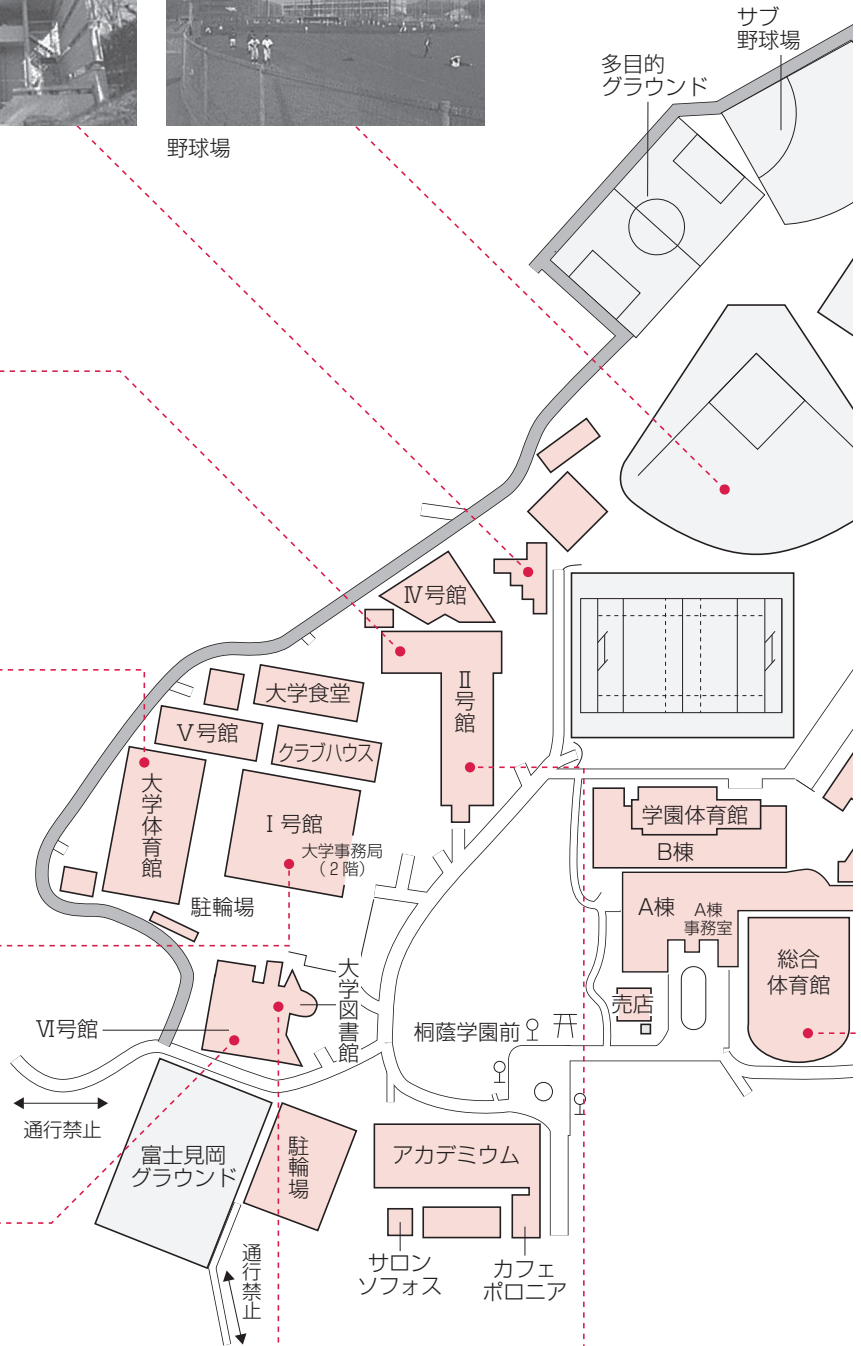 サブ
野球場
多目的
グラウンド
野球場
Ⅳ号館
Ⅱ号館
大学食堂
Ⅴ号館
クラブハウス
大学体育館
Ⅰ号館
大学事務局
（2階）
学園体育館
B棟
A棟
A棟
事務室
駐輪場
総合
体育館
大学図書館
売店
Ⅵ号館
桐蔭学園前
通行禁止
富士見岡
グラウンド
駐輪場
アカデミウム
サロン
ソフォス
カフェ
ポロニア
通行禁止